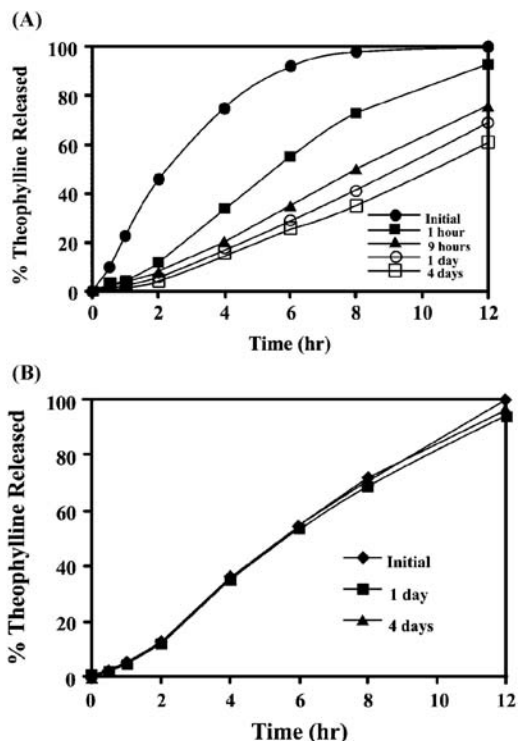 (A)
% Theophylline Released
100
80
60
40
20
0
Initial
1 hour
9 hours
1 day
4 days
0 2 4 6 8 10 12
Time (hr)
(B)
% Theophylline Released
100
80
60
40
20
0
Initial
1 day
4 days
0 2 4 6 8 10 12
Time (hr)